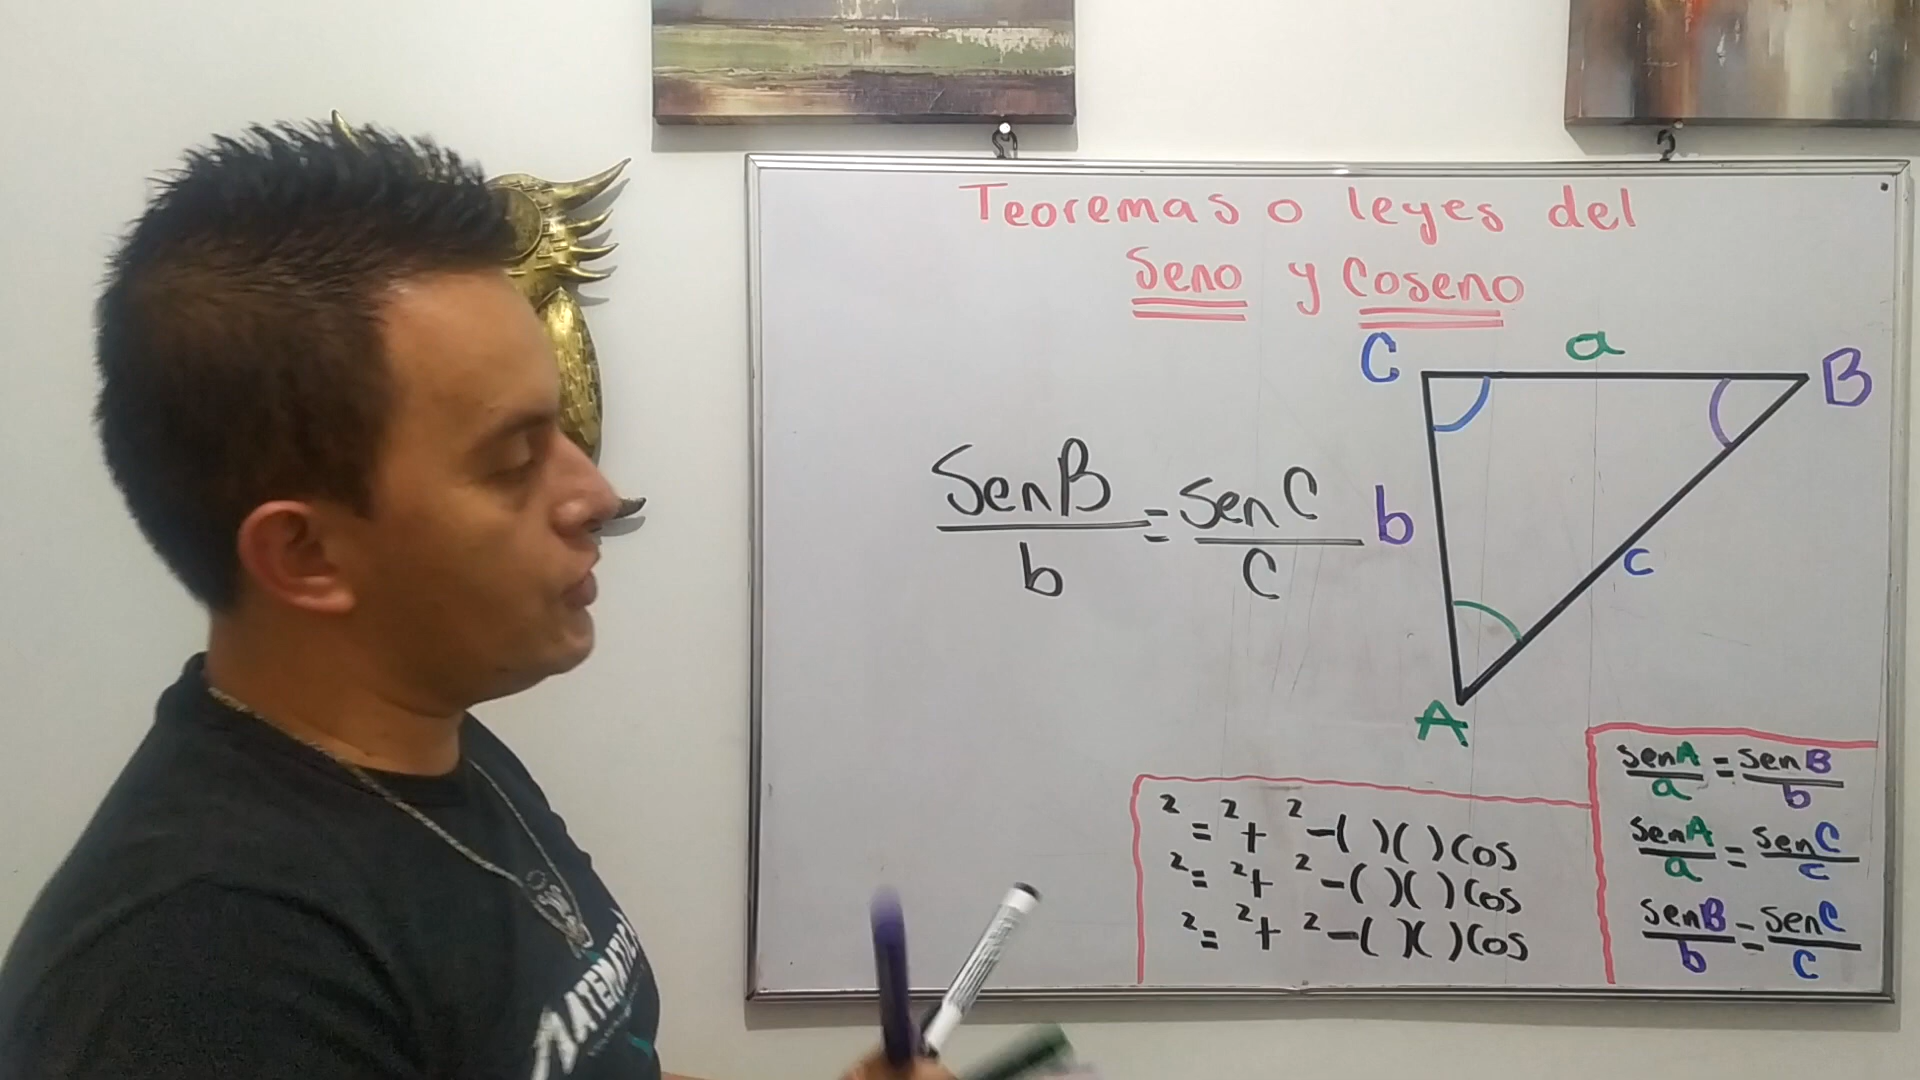 Teoremas o leyes del
Seno y Coseno
C a B
SenB = senC
b c
b
c
A
senA = senB
a b
senA = senC
a c
senB = senC
b c
² = ² + ² -( )( )Cos
² = ² + ² -( )( )Cos
² = ² + ² -( )( )Cos
MATEMATI